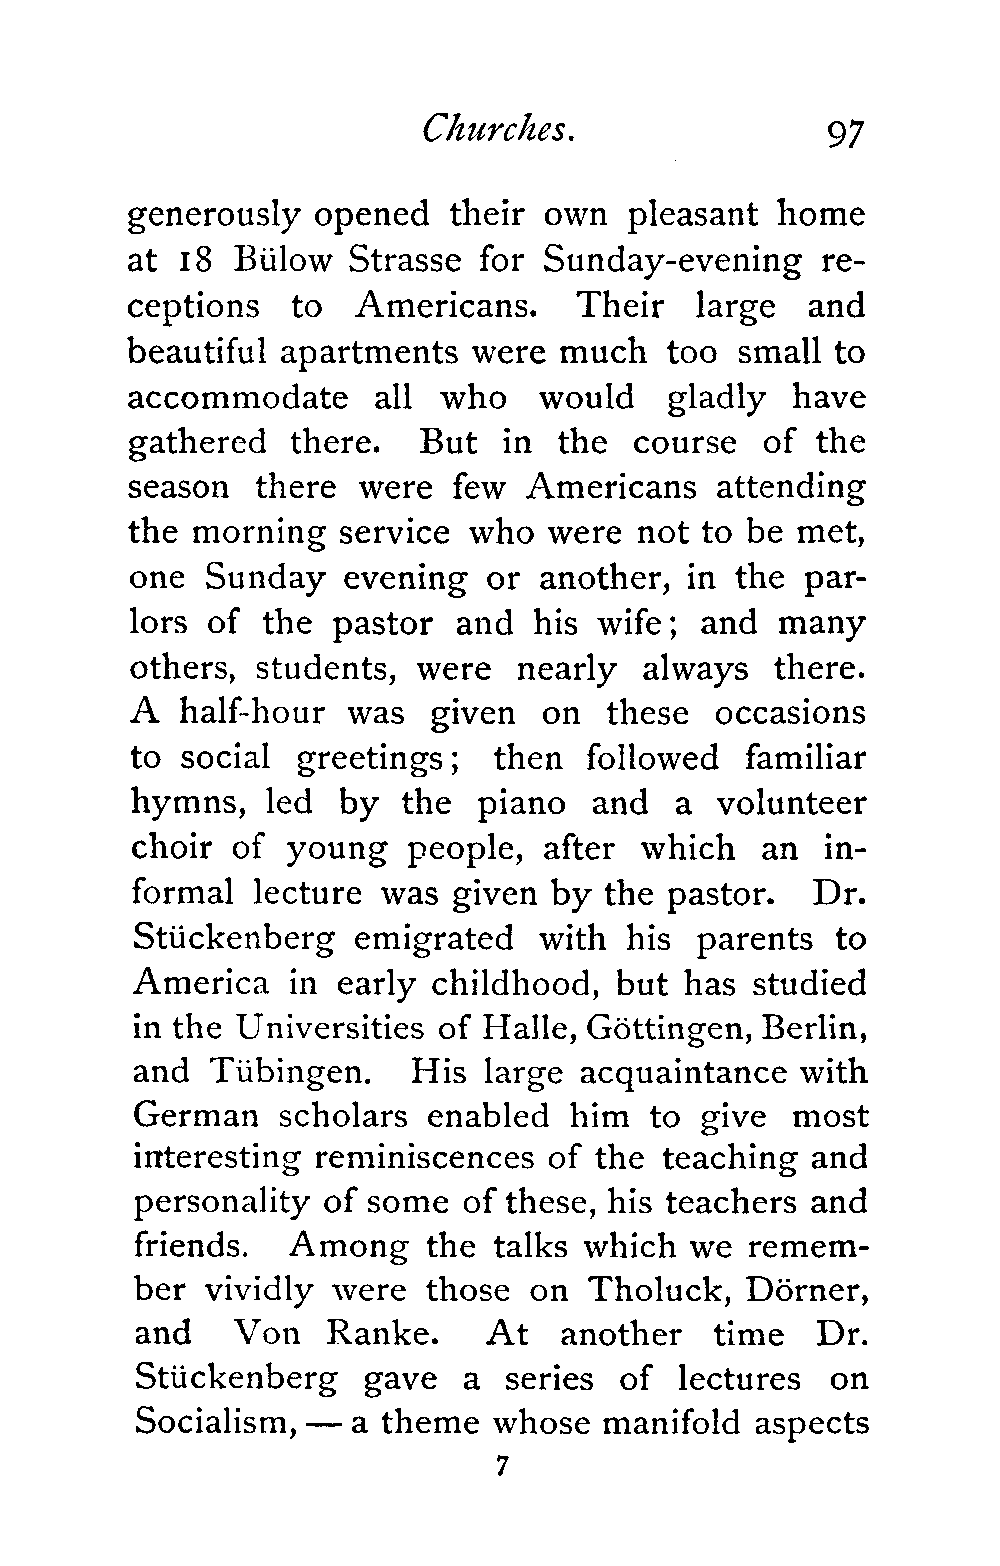 Churches. 97
generously opened their own pleasant home
at 18 Bülow Strasse for Sunday-evening re-
ceptions to Americans. Their large and
beautiful apartments were much too small to
accommodate all who would gladly have
gathered there. But in the course of the
season there were few Americans attending
the morning service who were not to be met,
one Sunday evening or another, in the par-
lors of the pastor and his wife; and many
others, students, were nearly always there.
A half-hour was given on these occasions
to social greetings; then followed familiar
hymns, led by the piano and a volunteer
choir of young people, after which an in-
formal lecture was given by the pastor. Dr.
Stückenberg emigrated with his parents to
America in early childhood, but has studied
in the Universities of Halle, Göttingen, Berlin,
and Tübingen. His large acquaintance with
German scholars enabled him to give most
interesting reminiscences of the teaching and
personality of some of these, his teachers and
friends. Among the talks which we remem-
ber vividly were those on Tholuck, Dörner,
and Von Ranke. At another time Dr.
Stückenberg gave a series of lectures on
Socialism, — a theme whose manifold aspects
7